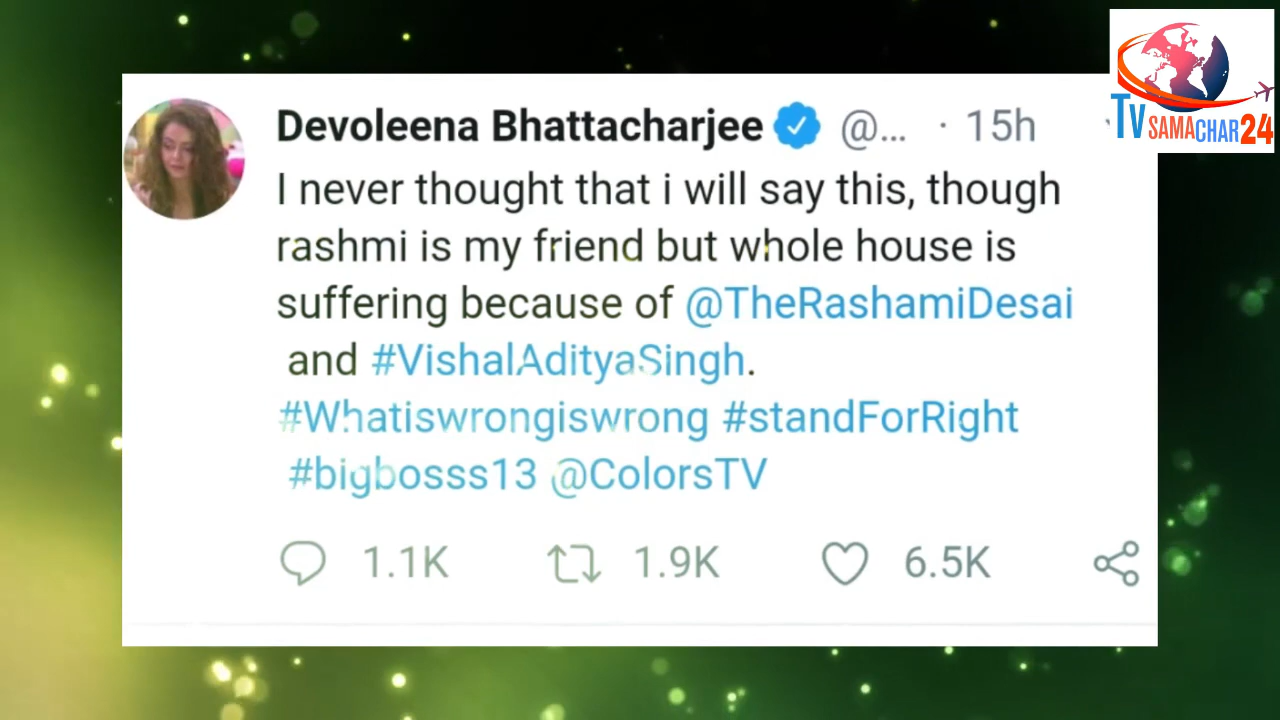 Devoleena Bhattacharjee @... · 15h
I never thought that i will say this, though
rashmi is my friend but whole house is
suffering because of @TheRashamiDesai
and #VishalAdityaSingh.
#Whatiswrongiswrong #standForRight
#bigbosss13 @ColorsTV
1.1K 1.9K 6.5K
TV SAMACHAR24